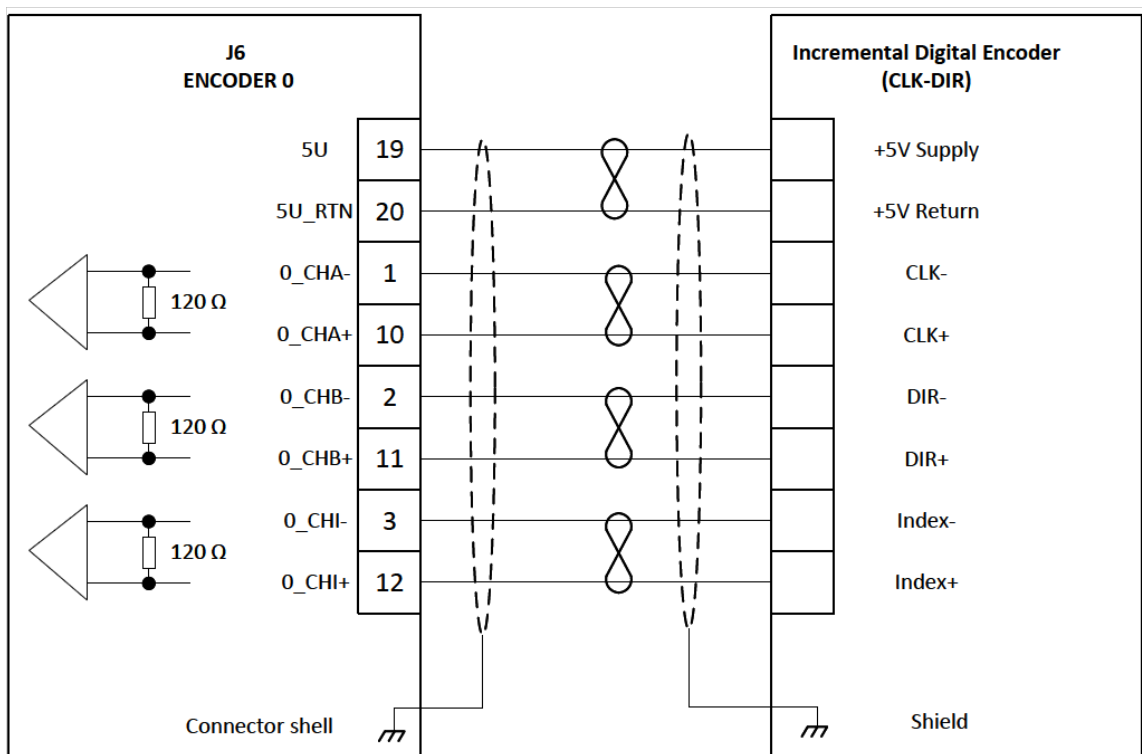 J6
ENCODER 0
Incremental Digital Encoder
(CLK-DIR)
5U 19 +5V Supply
5U_RTN 20 +5V Return
0_CHA- 1 CLK-
120 Ω
0_CHA+ 10 CLK+
0_CHB- 2 DIR-
120 Ω
0_CHB+ 11 DIR+
0_CHI- 3 Index-
120 Ω
0_CHI+ 12 Index+
Connector shell
Shield